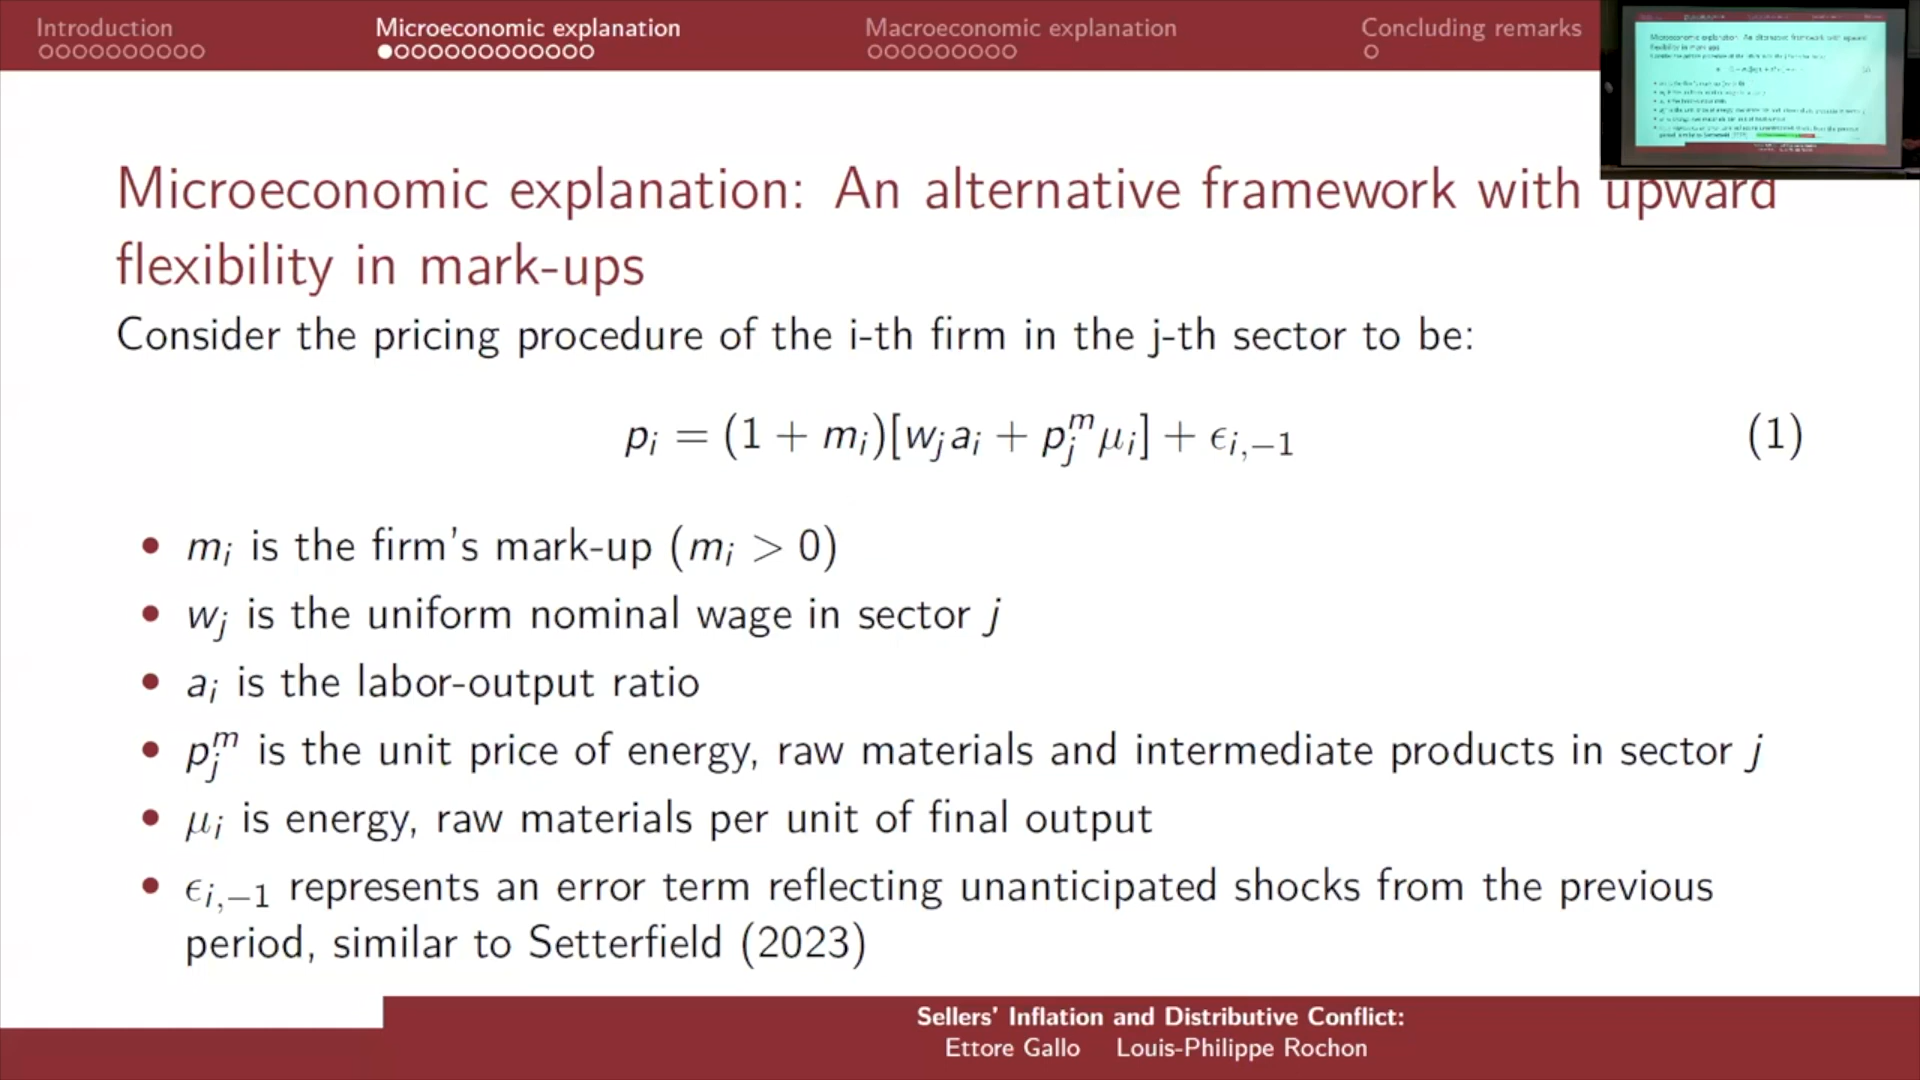 Introduction
Microeconomic explanation
Macroeconomic explanation
Concluding remarks
Microeconomic explanation: An alternative framework with upward
flexibility in mark-ups
Consider the pricing procedure of the i-th firm in the j-th sector to be:
p_i = (1 + m_i)[w_j a_i + p_j^m μ_i] + ϵ_{i,−1} (1)
• m_i is the firm's mark-up (m_i > 0)
• w_j is the uniform nominal wage in sector j
• a_i is the labor-output ratio
• p_j^m is the unit price of energy, raw materials and intermediate products in sector j
• μ_i is energy, raw materials per unit of final output
• ϵ_{i,−1} represents an error term reflecting unanticipated shocks from the previous
period, similar to Setterfield (2023)
Sellers' Inflation and Distributive Conflict:
Ettore Gallo Louis-Philippe Rochon